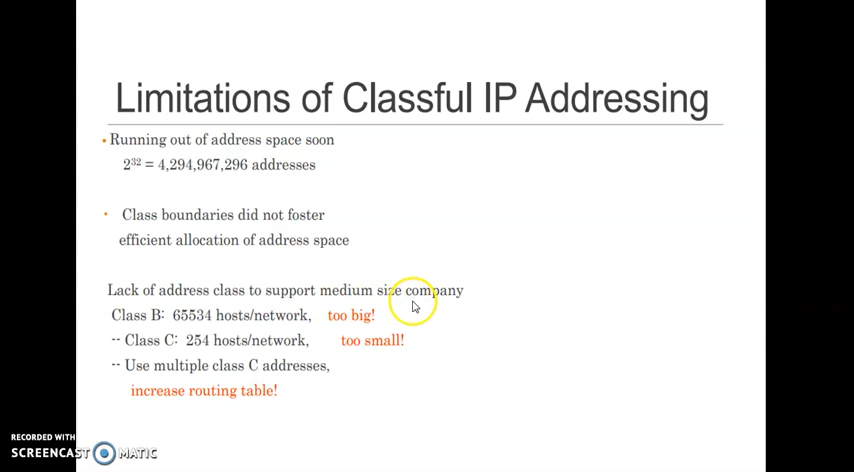 Limitations of Classful IP Addressing
• Running out of address space soon
2³² = 4,294,967,296 addresses
• Class boundaries did not foster
efficient allocation of address space
Lack of address class to support medium size company
Class B: 65534 hosts/network, too big!
-- Class C: 254 hosts/network, too small!
-- Use multiple class C addresses,
increase routing table!
RECORDED WITH
SCREENCAST MATIC